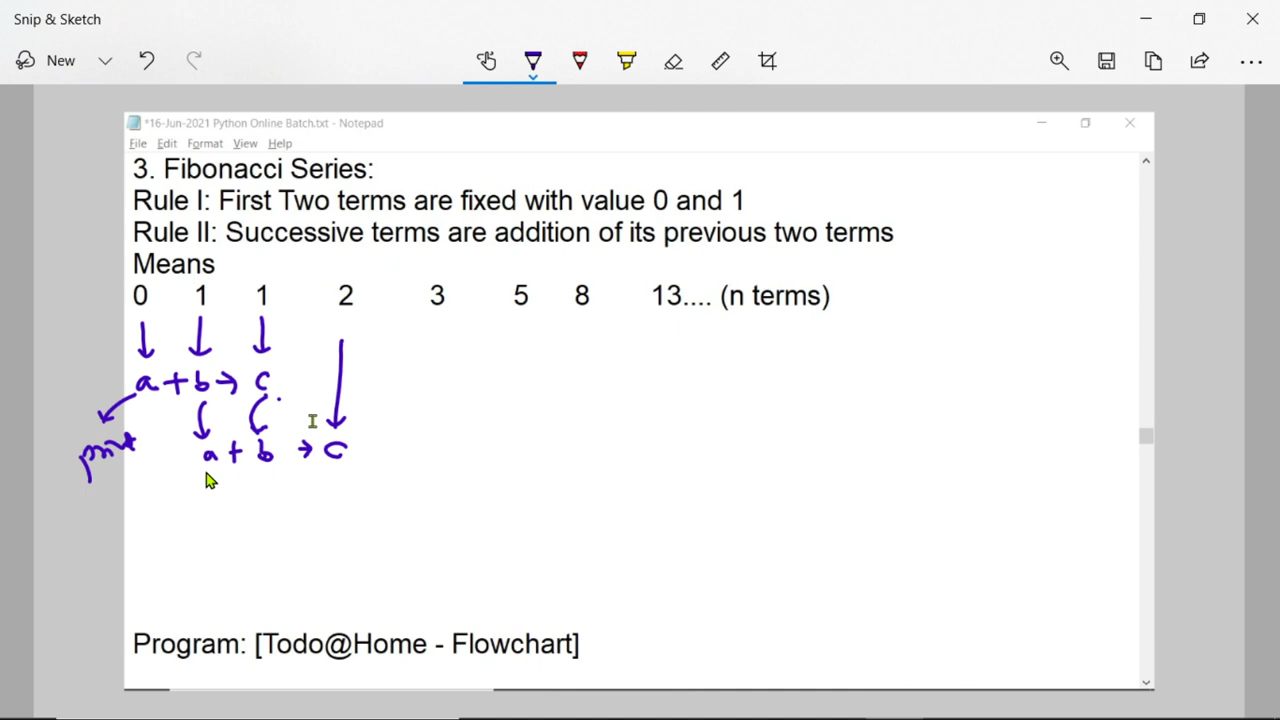 Snip & Sketch
New
*16-Jun-2021 Python Online Batch.txt - Notepad
File Edit Format View Help
3. Fibonacci Series:
Rule I: First Two terms are fixed with value 0 and 1
Rule II: Successive terms are addition of its previous two terms
Means
0 1 1 2 3 5 8 13.... (n terms)
a + b → c
print
a + b → c
Program: [Todo@Home - Flowchart]